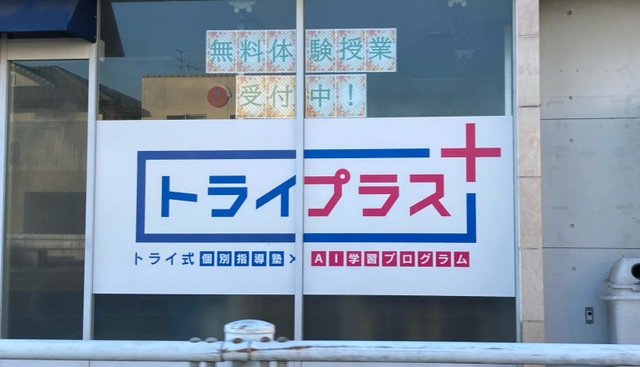 無料体験授業
受付中!
トライプラス+
トライ式個別指導塾×AI学習プログラム